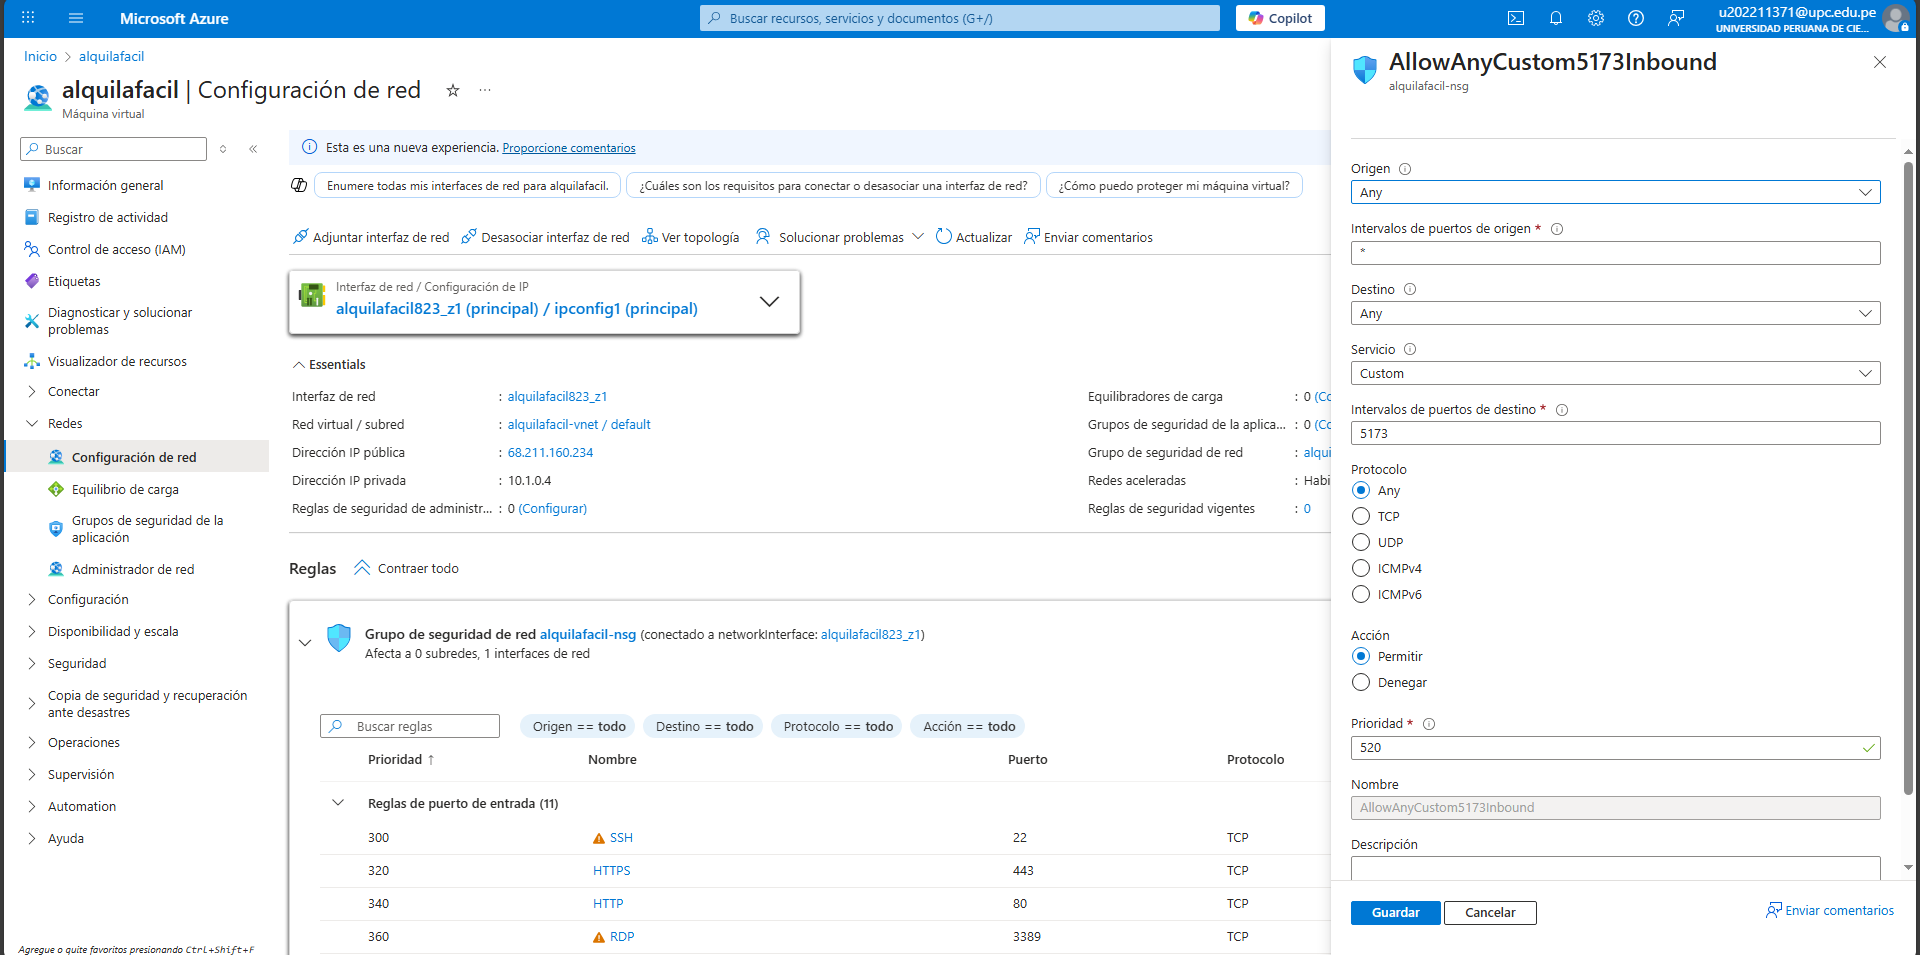 Microsoft Azure
Buscar recursos, servicios y documentos (G+/)
Copilot
u202211371@upc.edu.pe
UNIVERSIDAD PERUANA DE CIE...
Inicio > alquilafacil
alquilafacil | Configuración de red
Máquina virtual
Buscar
Información general
Registro de actividad
Control de acceso (IAM)
Etiquetas
Diagnosticar y solucionar
problemas
Visualizador de recursos
Conectar
Redes
Configuración de red
Equilibrio de carga
Grupos de seguridad de la
aplicación
Administrador de red
Configuración
Disponibilidad y escala
Seguridad
Copia de seguridad y recuperación
ante desastres
Operaciones
Supervisión
Automation
Ayuda
Agregue o quite favoritos presionando Ctrl+Shift+F
Esta es una nueva experiencia. Proporcione comentarios
Enumere todas mis interfaces de red para alquilafacil.
¿Cuáles son los requisitos para conectar o desasociar una interfaz de red?
¿Cómo puedo proteger mi máquina virtual?
Adjuntar interfaz de red
Desasociar interfaz de red
Ver topología
Solucionar problemas
Actualizar
Enviar comentarios
Interfaz de red / Configuración de IP
alquilafacil823_z1 (principal) / ipconfig1 (principal)
Essentials
Interfaz de red : alquilafacil823_z1
Red virtual / subred : alquilafacil-vnet / default
Dirección IP pública : 68.211.160.234
Dirección IP privada : 10.1.0.4
Reglas de seguridad de administr... : 0 (Configurar)
Equilibradores de carga : 0 (Co
Grupos de seguridad de la aplica... : 0 (Co
Grupo de seguridad de red : alqui
Redes aceleradas : Habi
Reglas de seguridad vigentes : 0
Reglas
Contraer todo
Grupo de seguridad de red alquilafacil-nsg (conectado a networkInterface: alquilafacil823_z1)
Afecta a 0 subredes, 1 interfaces de red
Buscar reglas
Origen == todo
Destino == todo
Protocolo == todo
Acción == todo
Prioridad ↑ Nombre Puerto Protocolo
Reglas de puerto de entrada (11)
300 SSH 22 TCP
320 HTTPS 443 TCP
340 HTTP 80 TCP
360 RDP 3389 TCP
AllowAnyCustom5173Inbound
alquilafacil-nsg
Origen
Any
Intervalos de puertos de origen *
*
Destino
Any
Servicio
Custom
Intervalos de puertos de destino *
5173
Protocolo
Any
TCP
UDP
ICMPv4
ICMPv6
Acción
Permitir
Denegar
Prioridad *
520
Nombre
AllowAnyCustom5173Inbound
Descripción
Guardar
Cancelar
Enviar comentarios